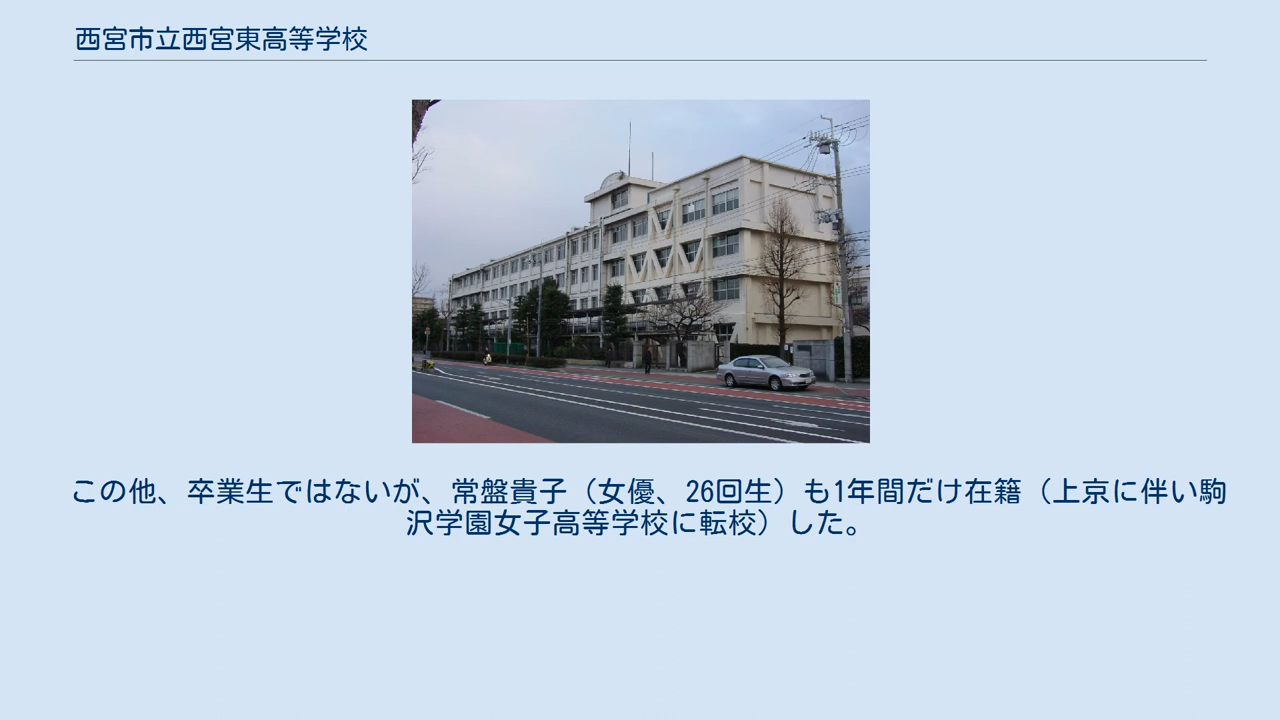 西宮市立西宮東高等学校
この他、卒業生ではないが、常盤貴子（女優、26回生）も1年間だけ在籍（上京に伴い駒
沢学園女子高等学校に転校）した。